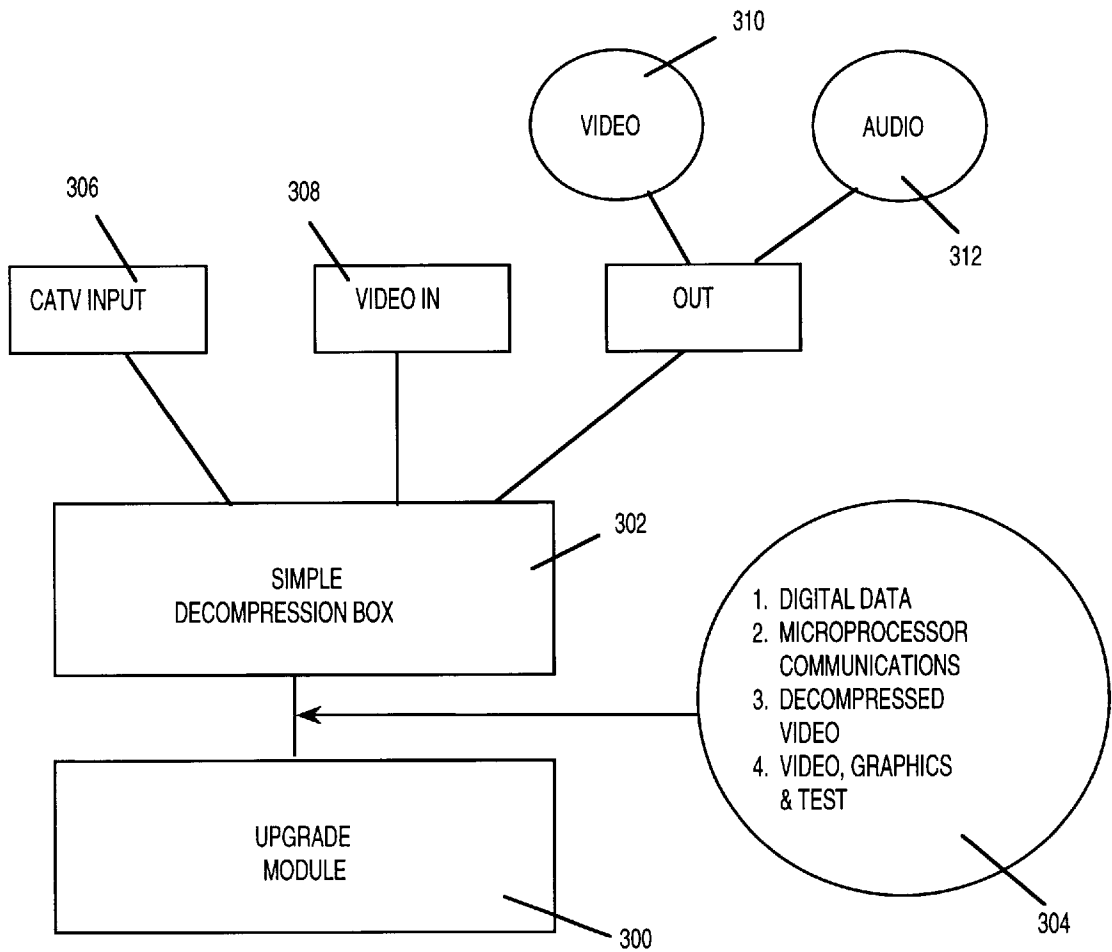 310
VIDEO
AUDIO
306
308
312
CATV INPUT
VIDEO IN
OUT
302
SIMPLE
DECOMPRESSION BOX
1. DIGITAL DATA
2. MICROPROCESSOR
COMMUNICATIONS
3. DECOMPRESSED
VIDEO
4. VIDEO, GRAPHICS
& TEST
UPGRADE
MODULE
300
304